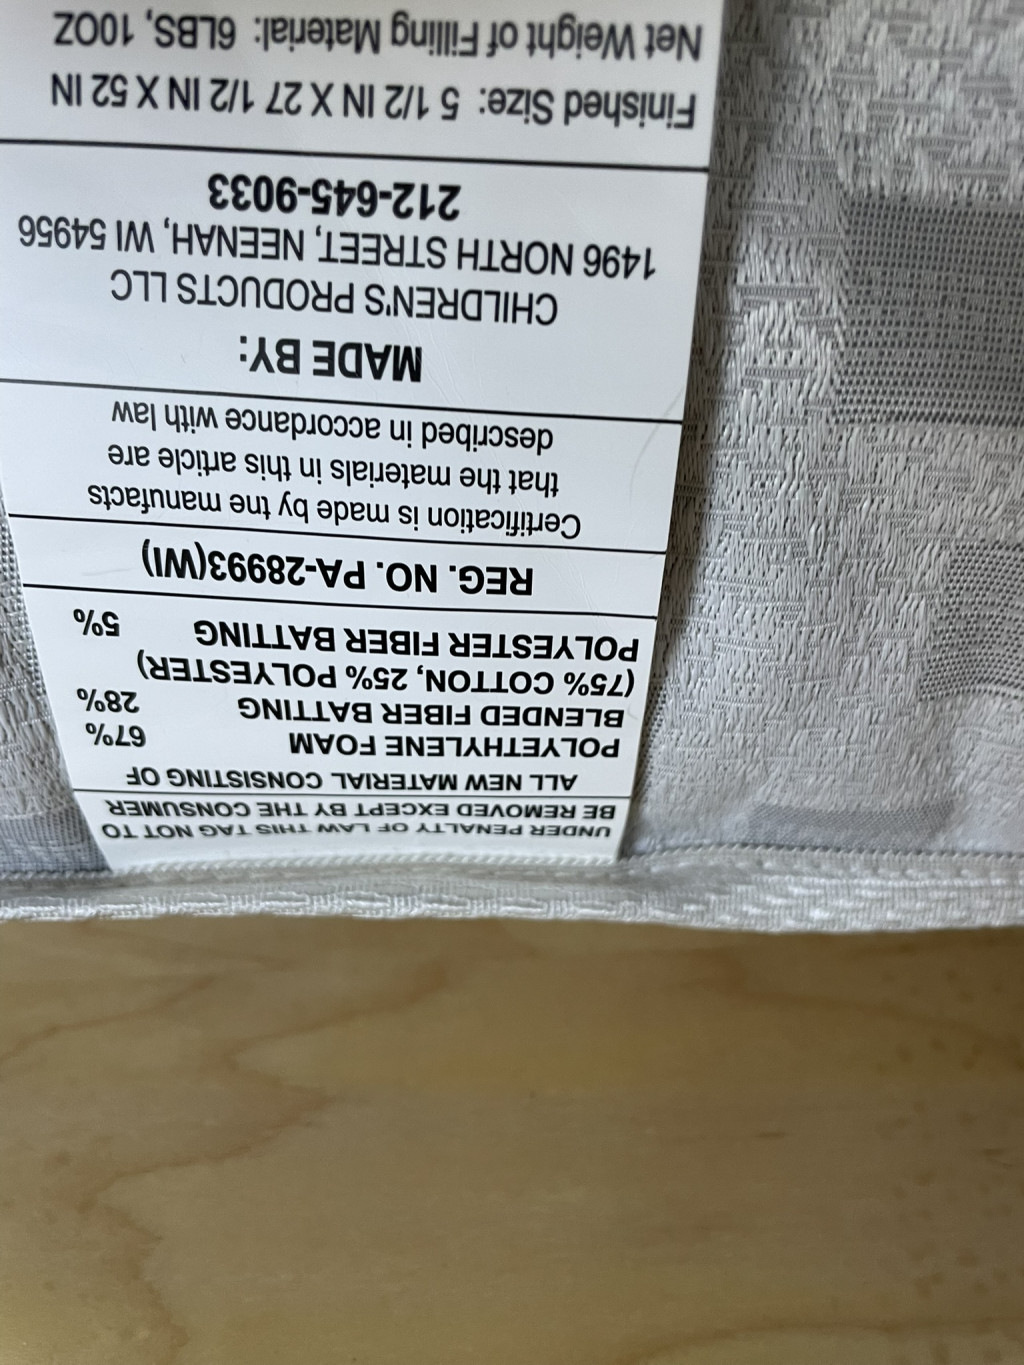 UNDER PENALTY OF LAW THIS TAG NOT TO
BE REMOVED EXCEPT BY THE CONSUMER
ALL NEW MATERIAL CONSISTING OF
POLYETHYLENE FOAM 67%
BLENDED FIBER BATTING 28%
(75% COTTON, 25% POLYESTER)
POLYESTER FIBER BATTING 5%
REG. NO. PA-28993(WI)
Certification is made by the manufacts
that the materials in this article are
described in accordance with law
MADE BY:
CHILDREN'S PRODUCTS LLC
1496 NORTH STREET, NEENAH, WI 54956
212-645-9033
Finished Size: 5 1/2 IN X 27 1/2 IN X 52 IN
Net Weight of Filling Material: 6LBS, 10OZ